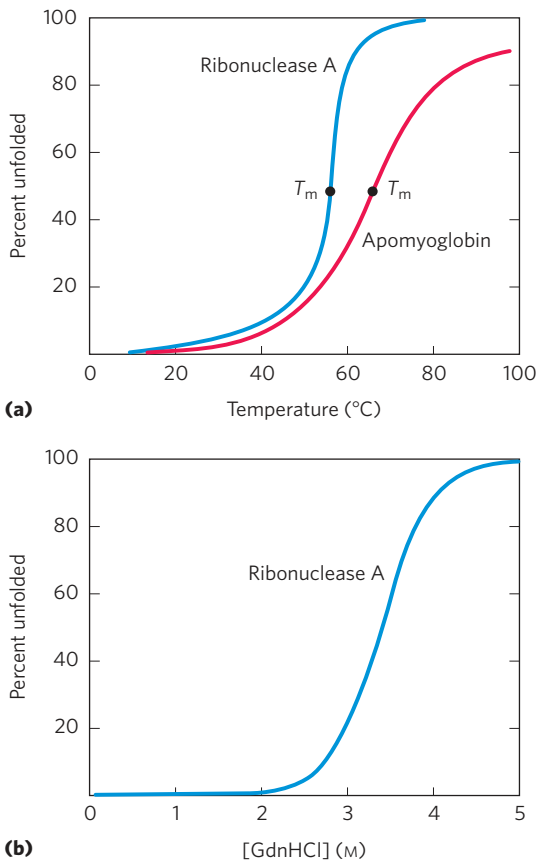 100
80
60
40
20
Percent unfolded
Ribonuclease A
Tm
Tm
Apomyoglobin
0
20
40
60
80
100
(a)
Temperature (°C)
100
80
60
40
20
Percent unfolded
Ribonuclease A
0
1
2
3
4
5
(b)
[GdnHCl] (M)